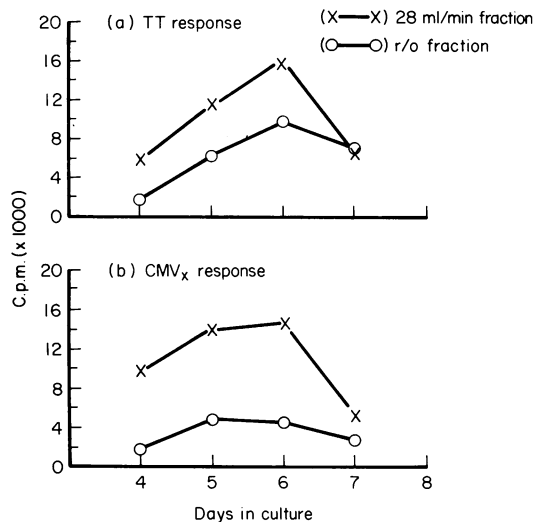 (a) TT response
(X—X) 28 ml/min fraction
(O—O) r/o fraction
20
16
12
8
4
0
C.p.m. (x 1000)
(b) CMVx response
20
16
12
8
4
0
4 5 6 7 8
Days in culture